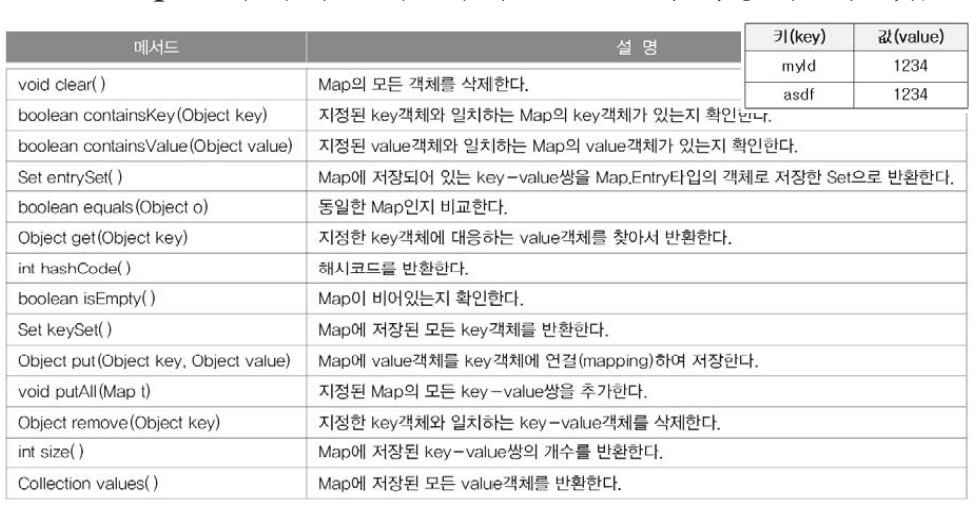 메서드 설 명
키(key) 값(value)
myId 1234
asdf 1234
void clear( ) Map의 모든 객체를 삭제한다.
boolean containsKey(Object key) 지정된 key객체와 일치하는 Map의 key객체가 있는지 확인한다.
boolean containsValue(Object value) 지정된 value객체와 일치하는 Map의 value객체가 있는지 확인한다.
Set entrySet( ) Map에 저장되어 있는 key-value쌍을 Map.Entry타입의 객체로 저장한 Set으로 반환한다.
boolean equals(Object o) 동일한 Map인지 비교한다.
Object get(Object key) 지정한 key객체에 대응하는 value객체를 찾아서 반환한다.
int hashCode( ) 해시코드를 반환한다.
boolean isEmpty( ) Map이 비어있는지 확인한다.
Set keySet( ) Map에 저장된 모든 key객체를 반환한다.
Object put(Object key, Object value) Map에 value객체를 key객체에 연결(mapping)하여 저장한다.
void putAll(Map t) 지정된 Map의 모든 key-value쌍을 추가한다.
Object remove(Object key) 지정한 key객체와 일치하는 key-value객체를 삭제한다.
int size( ) Map에 저장된 key-value쌍의 개수를 반환한다.
Collection values( ) Map에 저장된 모든 value객체를 반환한다.